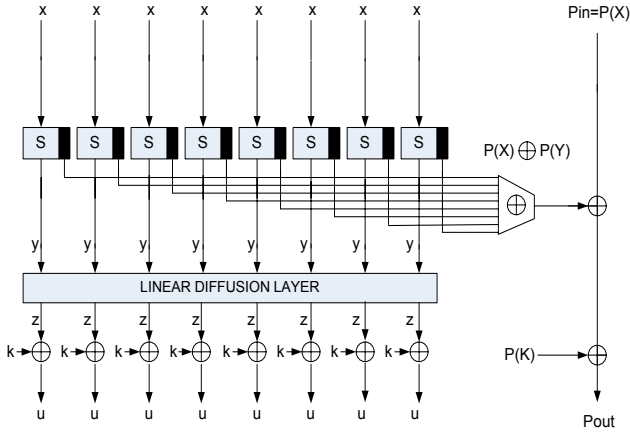 x x x x x x x x Pin=P(X)
S S S S S S S S
P(X) ⊕ P(Y)
y y y y y y y y
LINEAR DIFFUSION LAYER
z z z z z z z z
k k k k k k k k P(K)
u u u u u u u u
Pout